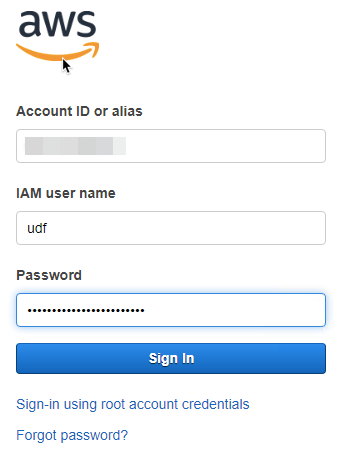 aws
Account ID or alias
IAM user name
udf
Password
••••••••••••••••••••••••
Sign In
Sign-in using root account credentials
Forgot password?